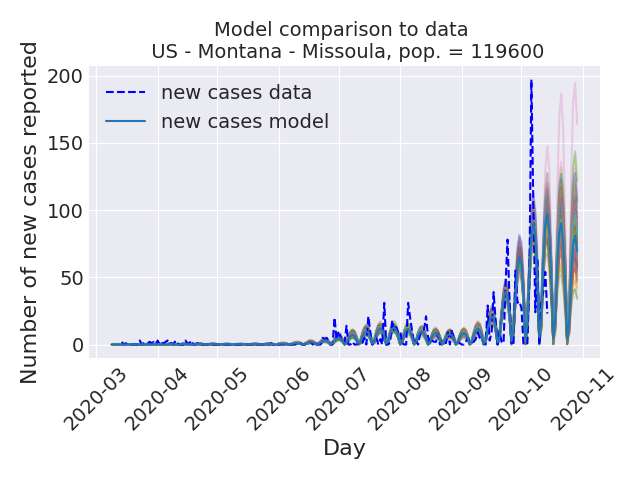 Model comparison to data
US - Montana - Missoula, pop. = 119600
Number of new cases reported
200
150
100
50
0
new cases data
new cases model
2020-03
2020-04
2020-05
2020-06
2020-07
2020-08
2020-09
2020-10
2020-11
Day